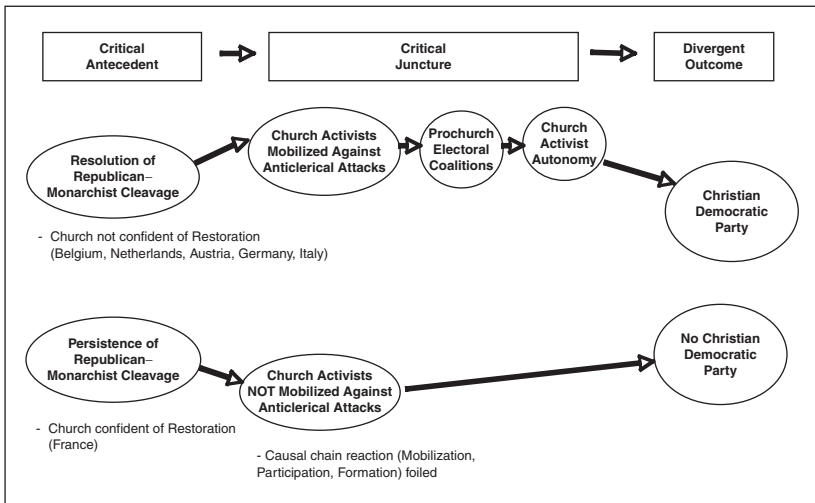 Critical
Antecedent
Critical
Juncture
Divergent
Outcome
Resolution of
Republican–
Monarchist Cleavage
Church Activists
Mobilized Against
Anticlerical Attacks
Prochurch
Electoral
Coalitions
Church
Activist
Autonomy
Christian
Democratic
Party
- Church not confident of Restoration
(Belgium, Netherlands, Austria, Germany, Italy)
Persistence of
Republican–
Monarchist Cleavage
Church Activists
NOT Mobilized Against
Anticlerical Attacks
No Christian
Democratic
Party
- Church confident of Restoration
(France)
- Causal chain reaction (Mobilization,
Participation, Formation) foiled